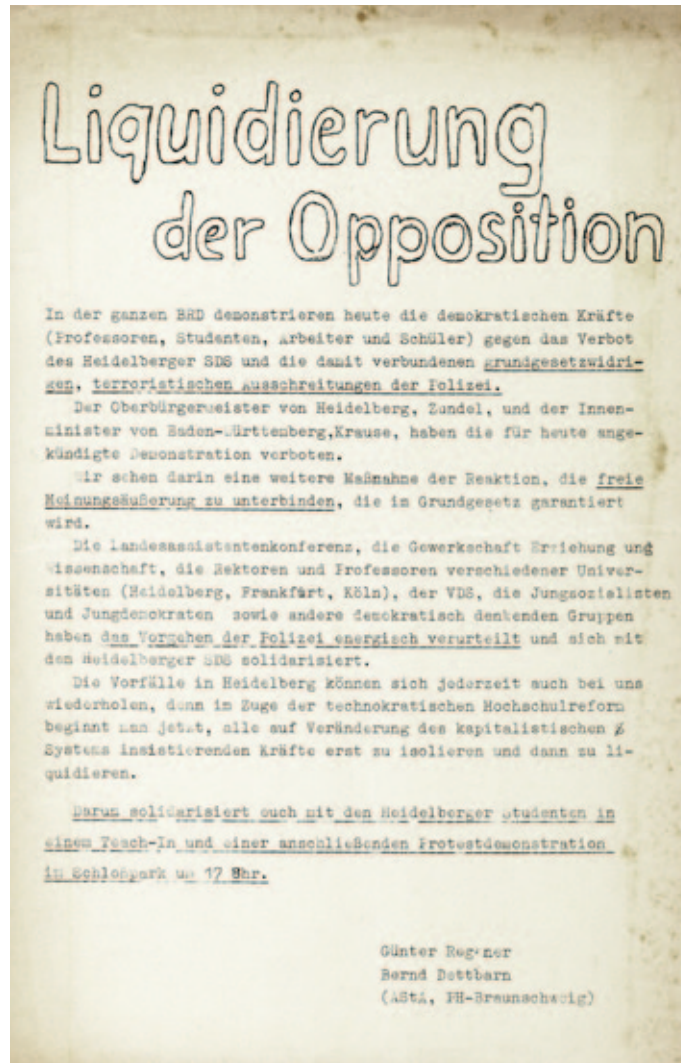 Liquidierung
der Opposition
In der ganzen BRD demonstrieren heute die demokratischen Kräfte
(Professoren, Studenten, Arbeiter und Schüler) gegen das Verbot
des Heidelberger SDS und die damit verbundenen grundgesetzwidri-
gen, terroristischen Ausschreitungen der Polizei.
Der Oberbürgermeister von Heidelberg, Zundel, und der Innen-
minister von Baden-Württemberg,Krause, haben die für heute ange-
kündigte Demonstration verboten.
Wir sehen darin eine weitere Maßnahme der Reaktion, die freie
Meinungsäußerung zu unterbinden, die im Grundgesetz garantiert
wird.
Die Landesassistentenkonferenz, die Gewerkschaft Erziehung und
Wissenschaft, die Rektoren und Professoren verschiedener Univer-
sitäten (Heidelberg, Frankfurt, Köln), der VDS, die Jungsozialisten
und Jungdemokraten sowie andere demokratisch denkenden Gruppen
haben das Vorgehen der Polizei energisch verurteilt und sich mit
dem Heidelberger SDS solidarisiert.
Die Vorfälle in Heidelberg können sich jederzeit auch bei uns
wiederholen, denn im Zuge der technokratischen Hochschulreform
beginnt man jetzt, alle auf Veränderung des kapitalistischen
Systems insistierenden Kräfte erst zu isolieren und dann zu li-
quidieren.
Darum solidarisiert euch mit den Heidelberger Studenten in
einem Teach-In und einer anschließenden Protestdemonstration
im Schloßpark um 17 Uhr.
Günter Regener
Bernd Dettbarn
(AStA, PH-Braunschweig)